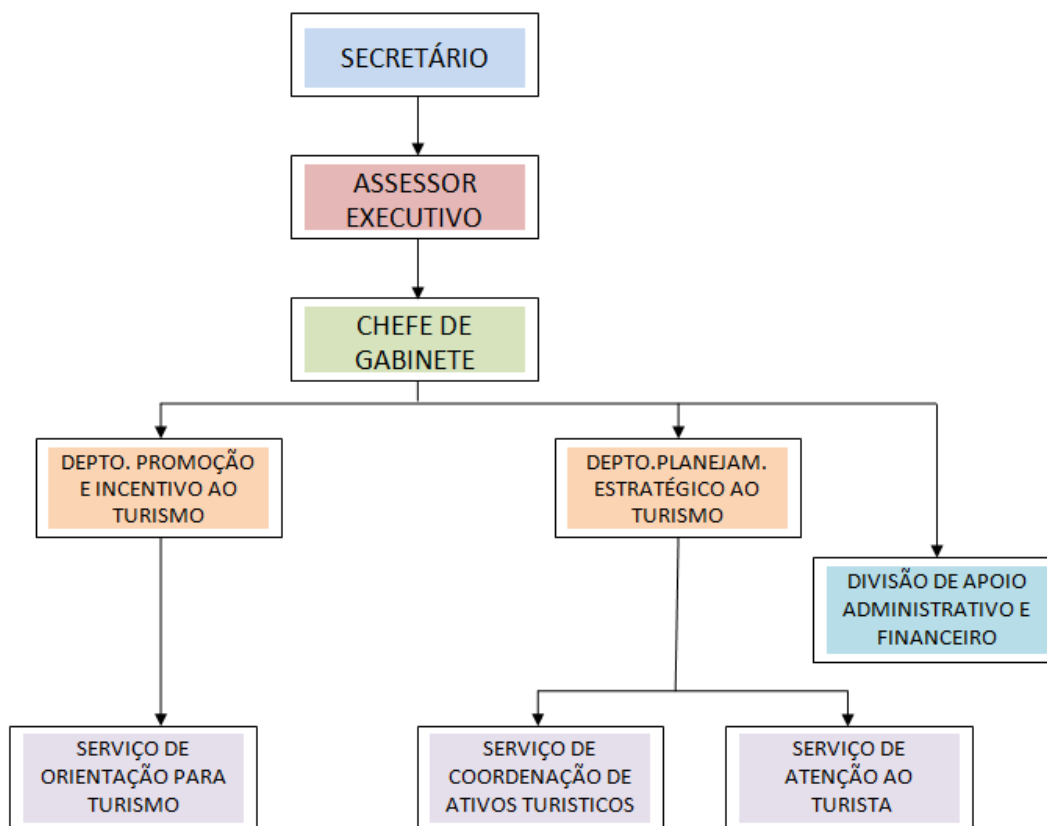 SECRETÁRIO
ASSESSOR
EXECUTIVO
CHEFE DE
GABINETE
DEPTO. PROMOÇÃO
E INCENTIVO AO
TURISMO
DEPTO.PLANEJAM.
ESTRATÉGICO AO
TURISMO
DIVISÃO DE APOIO
ADMINISTRATIVO E
FINANCEIRO
SERVIÇO DE
ORIENTAÇÃO PARA
TURISMO
SERVIÇO DE
COORDENAÇÃO DE
ATIVOS TURISTICOS
SERVIÇO DE
ATENÇÃO AO
TURISTA